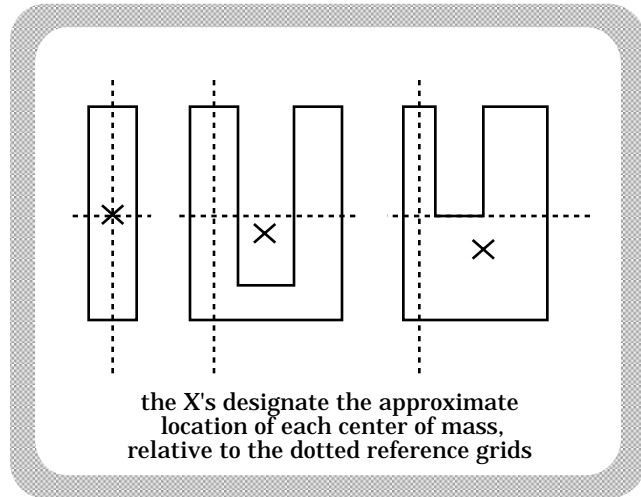 the X's designate the approximate
location of each center of mass,
relative to the dotted reference grids